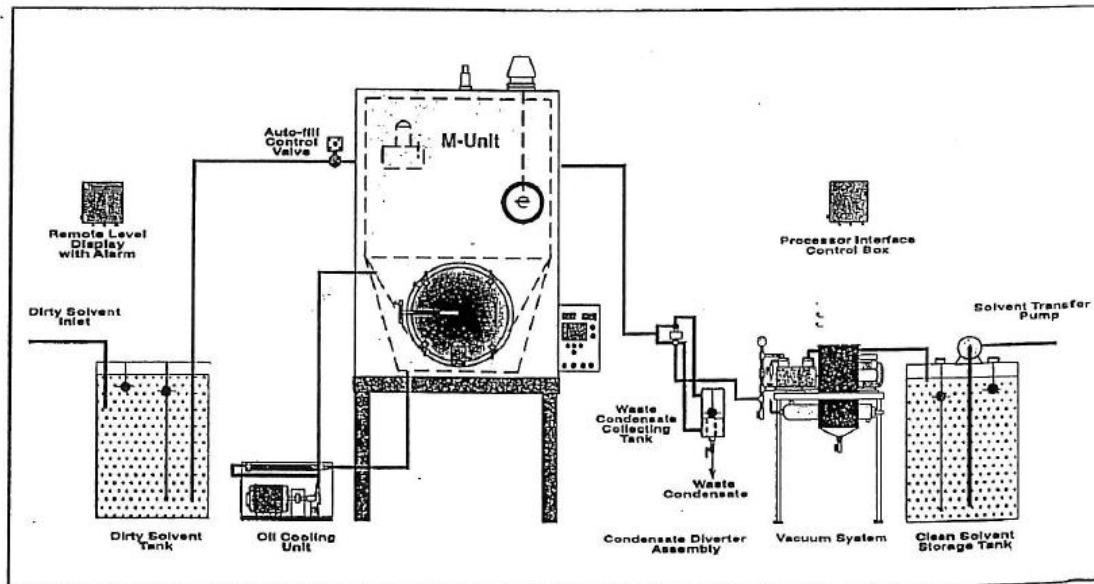 M-Unit
Auto-fill
Control
Valve
Remote Level
Display
with Alarm
Processor Interface
Control Box
Dirty Solvent
Inlet
Solvent Transfer
Pump
Waste
Condensate
Collecting
Tank
Waste
Condensate
Dirty Solvent
Tank
Oil Cooling
Unit
Condensate Diverter
Assembly
Vacuum System
Clean Solvent
Storage Tank